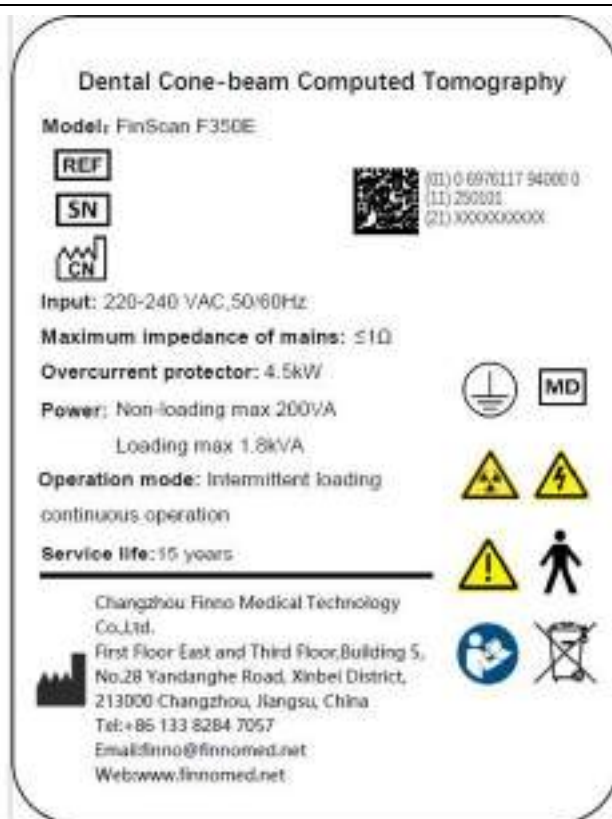 Dental Cone-beam Computed Tomography
Model: FinScan F350E
REF
SN
CN
(01) 0 6976117 94000 0
(11) 250101
(21) XXXXXXXXXX
Input: 220-240 VAC,50/60Hz
Maximum impedance of mains: ≤1Ω
Overcurrent protector: 4.5kW
Power: Non-loading max 200VA
Loading max 1.8kVA
MD
Operation mode: Intermittent loading
continuous operation
Service life:15 years
Changzhou Finno Medical Technology
Co.,Ltd.
First Floor East and Third Floor,Building 5,
No.28 Yandanghe Road, Xinbei District,
213000 Changzhou, Jiangsu, China
Tel:+86 133 8284 7057
Email:finno@finnomed.net
Web:www.finnomed.net